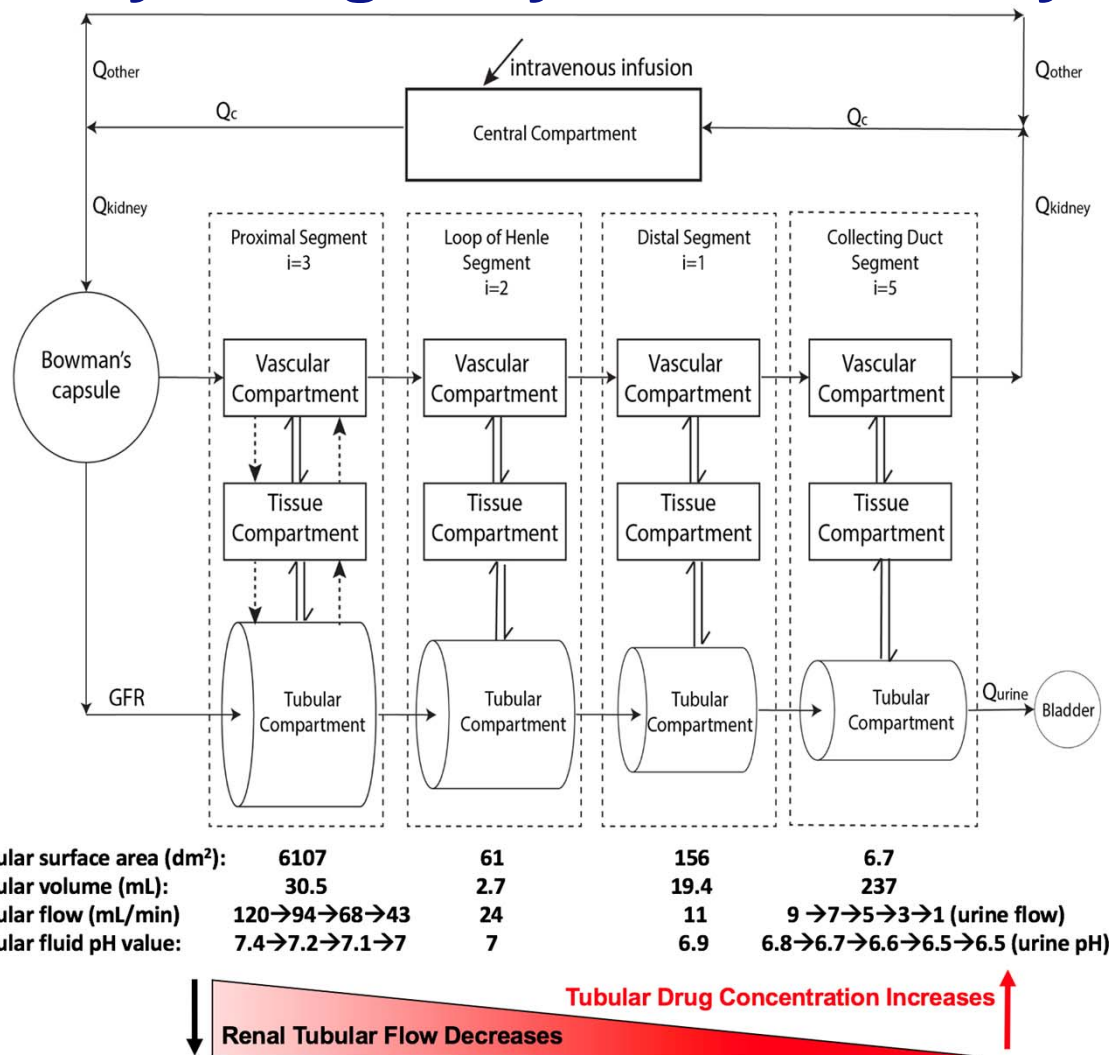 Qother
intravenous infusion
Qother
Qc
Central Compartment
Qc
Qkidney
Qkidney
Proximal Segment
i=3
Loop of Henle
Segment
i=2
Distal Segment
i=1
Collecting Duct
Segment
i=5
Bowman's
capsule
Vascular
Compartment
Vascular
Compartment
Vascular
Compartment
Vascular
Compartment
Tissue
Compartment
Tissue
Compartment
Tissue
Compartment
Tissue
Compartment
GFR
Tubular
Compartment
Tubular
Compartment
Tubular
Compartment
Tubular
Compartment
Qurine
Bladder
ular surface area (dm²): 6107 61 156 6.7
ular volume (mL): 30.5 2.7 19.4 237
ular flow (mL/min) 120→94→68→43 24 11 9 →7→5→3→1 (urine flow)
ular fluid pH value: 7.4→7.2→7.1→7 7 6.9 6.8→6.7→6.6→6.5→6.5 (urine pH)
Tubular Drug Concentration Increases
Renal Tubular Flow Decreases